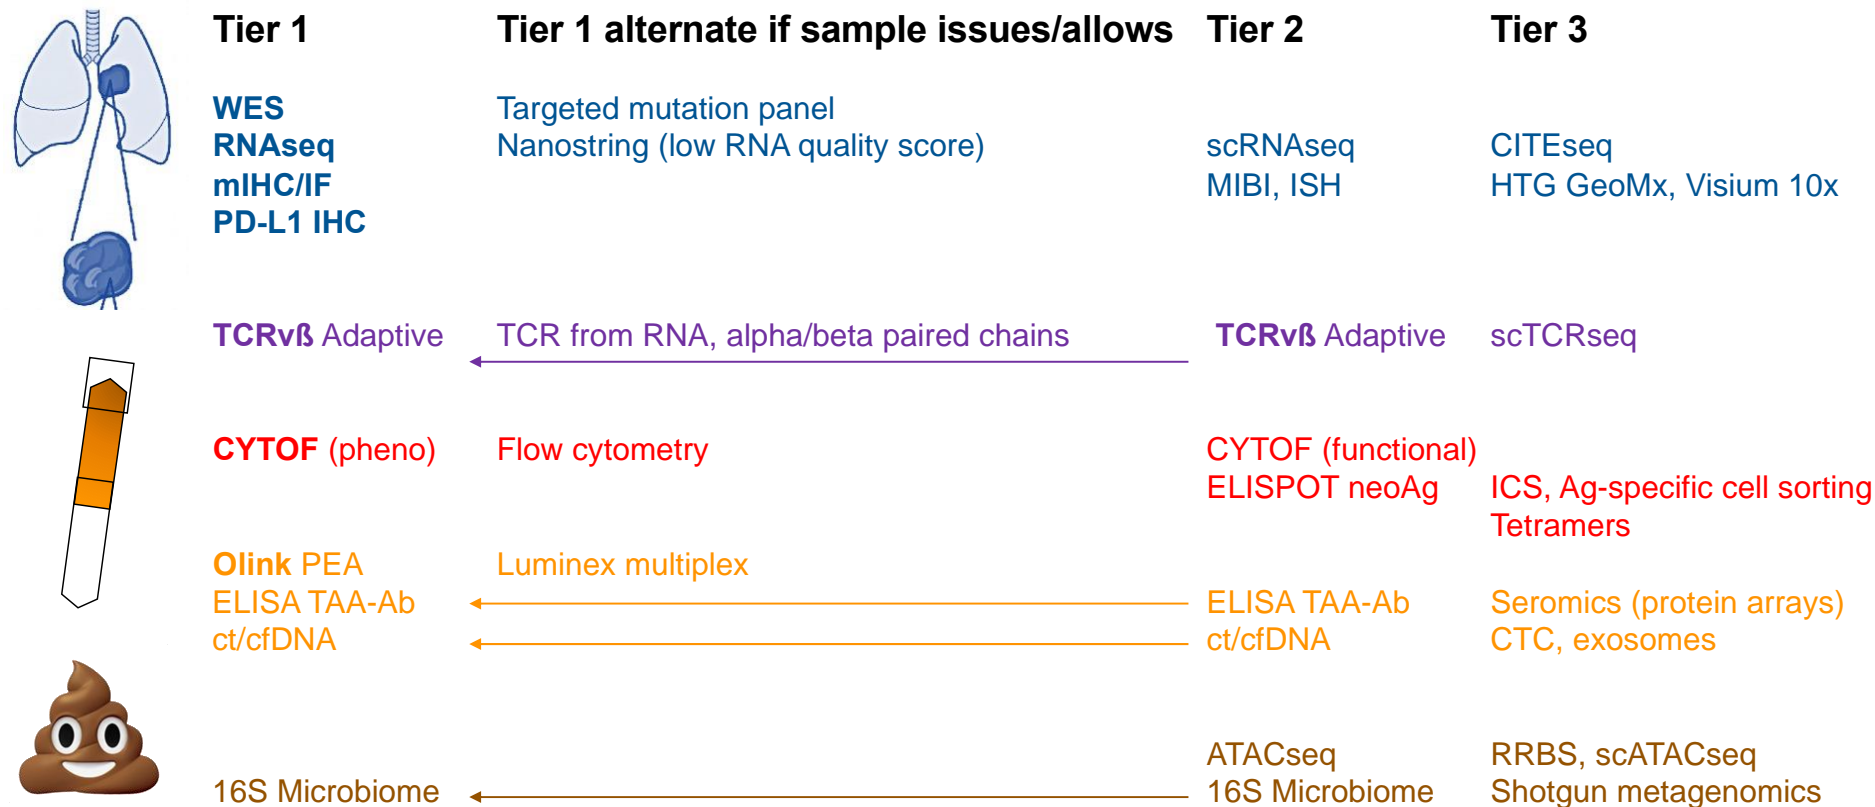 Tier 1 Tier 1 alternate if sample issues/allows Tier 2 Tier 3
WES Targeted mutation panel
RNAseq Nanostring (low RNA quality score) scRNAseq CITEseq
mIHC/IF MIBI, ISH HTG GeoMx, Visium 10x
PD-L1 IHC
TCRvß Adaptive TCR from RNA, alpha/beta paired chains TCRvß Adaptive scTCRseq
CYTOF (pheno) Flow cytometry CYTOF (functional)
ELISPOT neoAg ICS, Ag-specific cell sorting
Tetramers
Olink PEA Luminex multiplex
ELISA TAA-Ab ELISA TAA-Ab Seromics (protein arrays)
ct/cfDNA ct/cfDNA CTC, exosomes
ATACseq RRBS, scATACseq
16S Microbiome 16S Microbiome Shotgun metagenomics